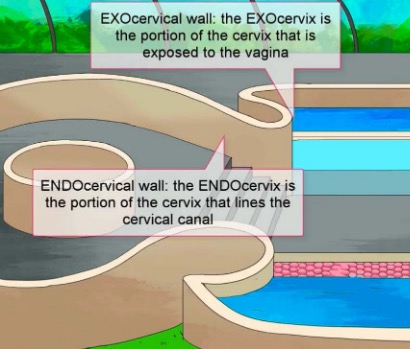 EXOcervical wall: the EXOcervix is
the portion of the cervix that is
exposed to the vagina
ENDOcervical wall: the ENDOcervix is
the portion of the cervix that lines the
cervical canal